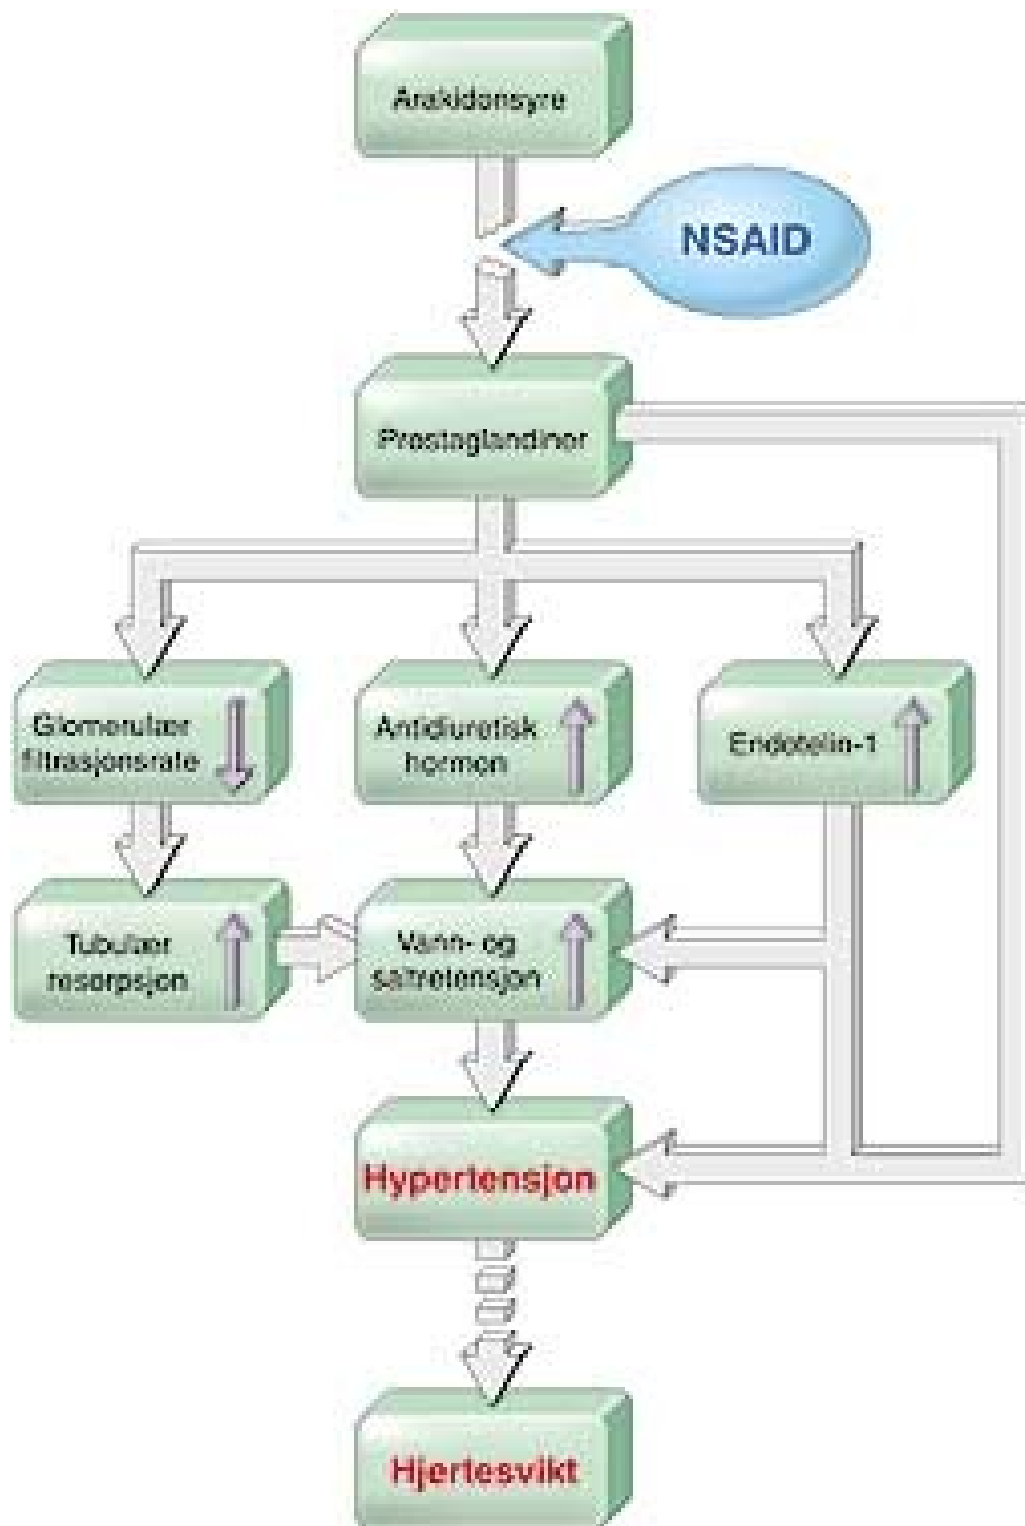 Arakidonsyre
NSAID
Prostaglandiner
Glomerulær
filtrasjonsrate
Antidiuretisk
hormon
Endotelin-1
Tubulær
resorpsjon
Vann- og
saltretensjon
Hypertensjon
Hjertesvikt